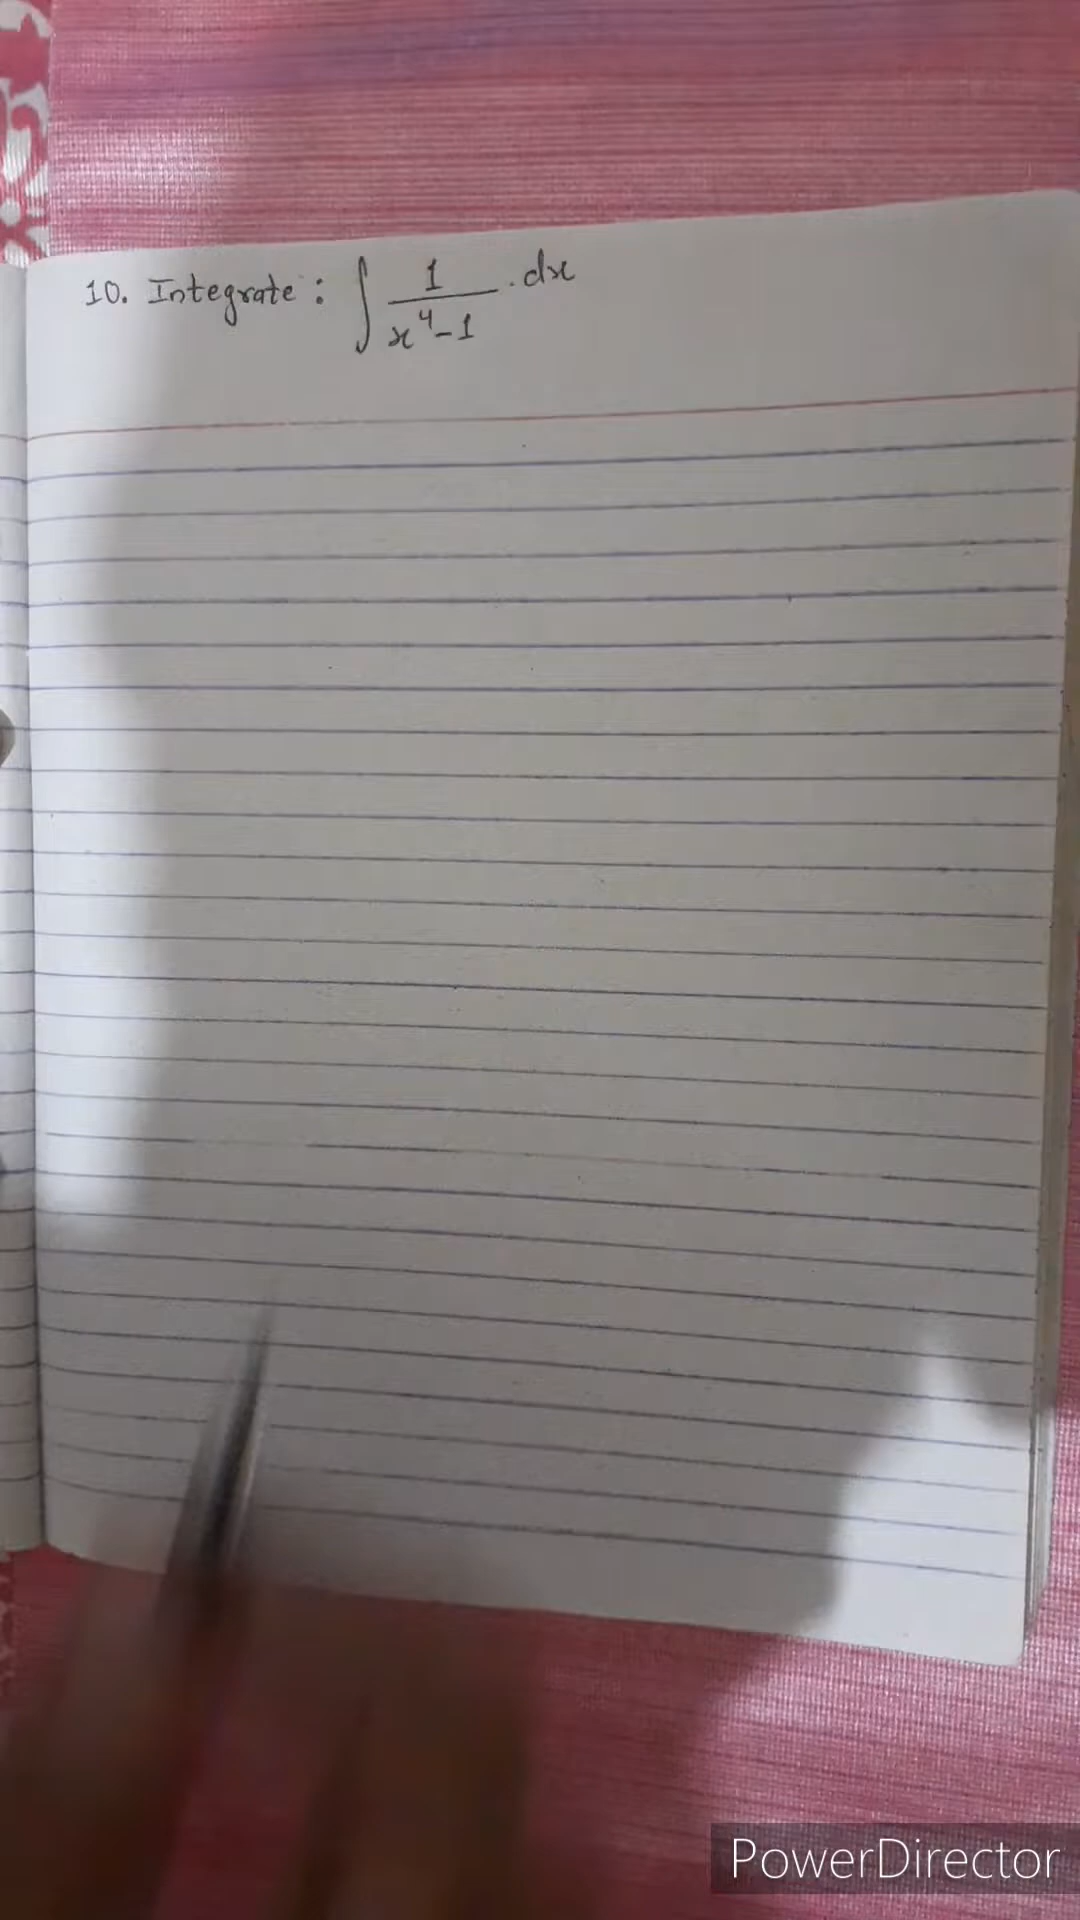 10. Integrate : ∫ 1/(x⁴-1) . dx
PowerDirector